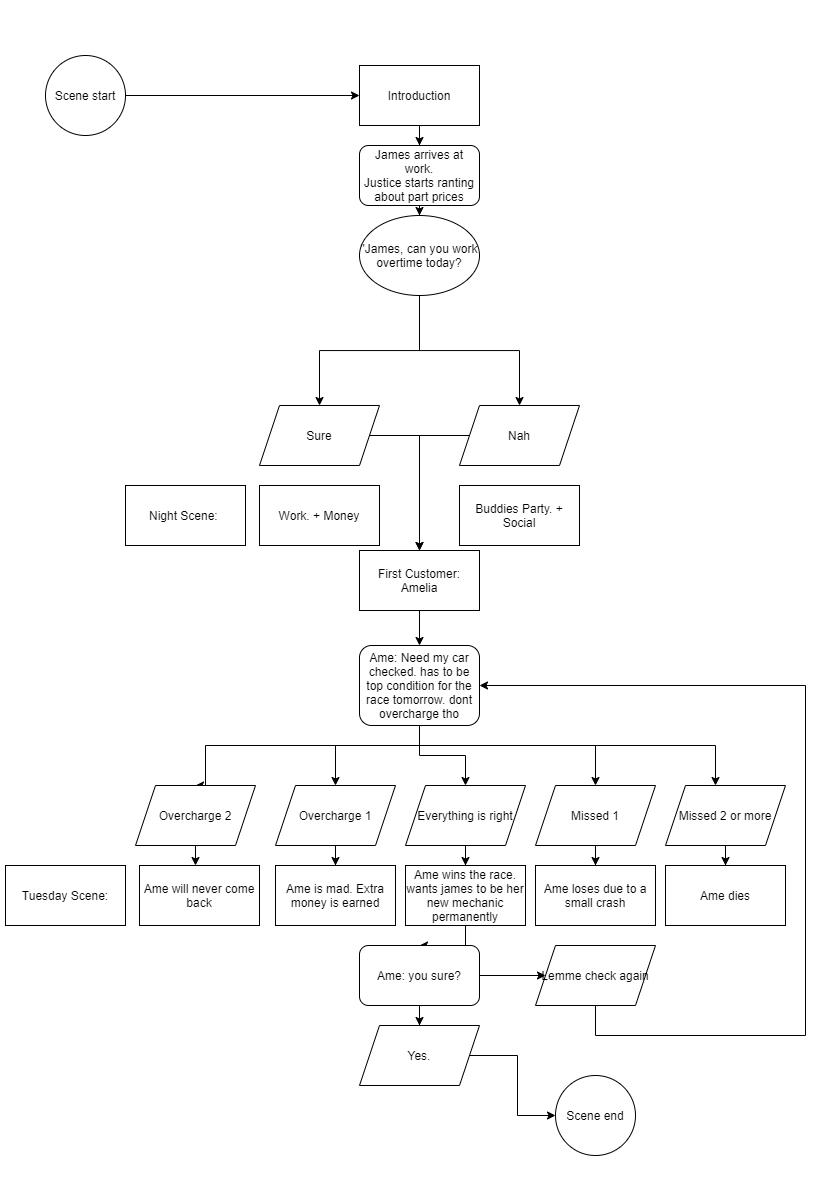 Scene start
Introduction
James arrives at
work.
Justice starts ranting
about part prices
"James, can you work
overtime today?
Sure
Nah
Night Scene:
Work. + Money
Buddies Party. +
Social
First Customer:
Amelia
Ame: Need my car
checked. has to be
top condition for the
race tomorrow. dont
overcharge tho
Overcharge 2
Overcharge 1
Everything is right
Missed 1
Missed 2 or more
Tuesday Scene:
Ame will never come
back
Ame is mad. Extra
money is earned
Ame wins the race.
wants james to be her
new mechanic
permanently
Ame loses due to a
small crash
Ame dies
Ame: you sure?
Lemme check again
Yes.
Scene end